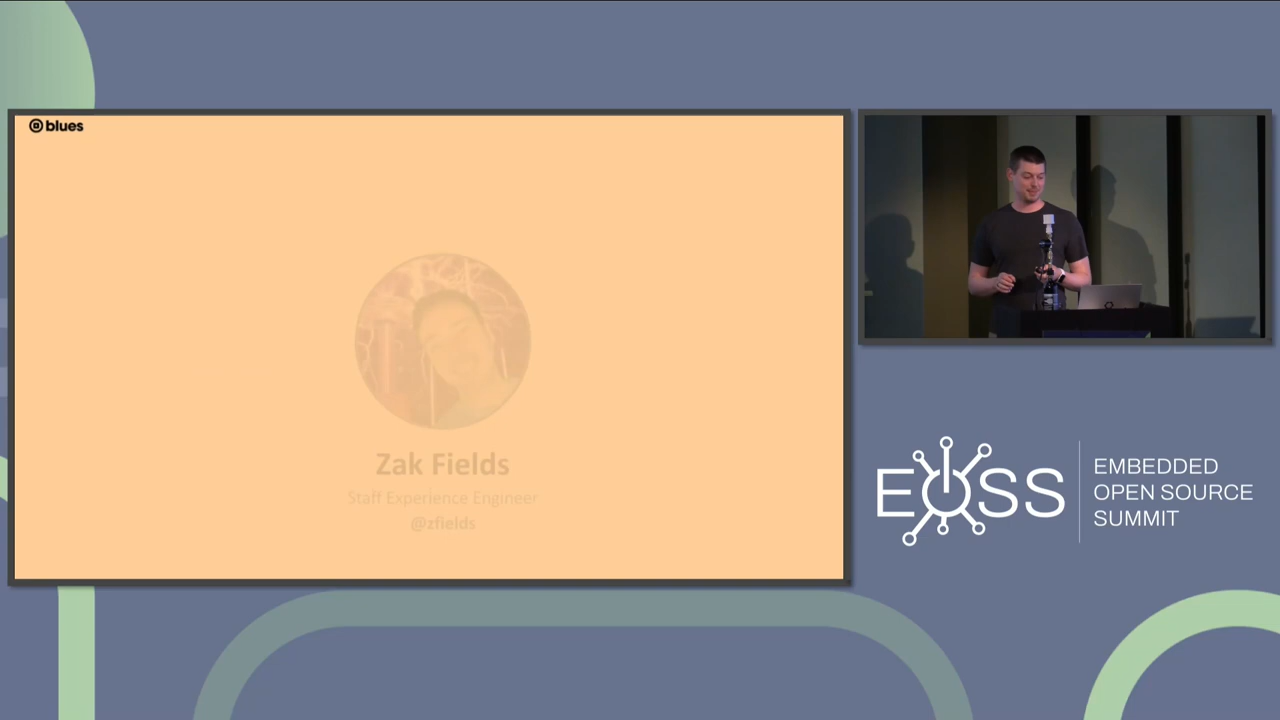 blues
Zak Fields
Staff Experience Engineer
@zfields
EOSS
EMBEDDED
OPEN SOURCE
SUMMIT